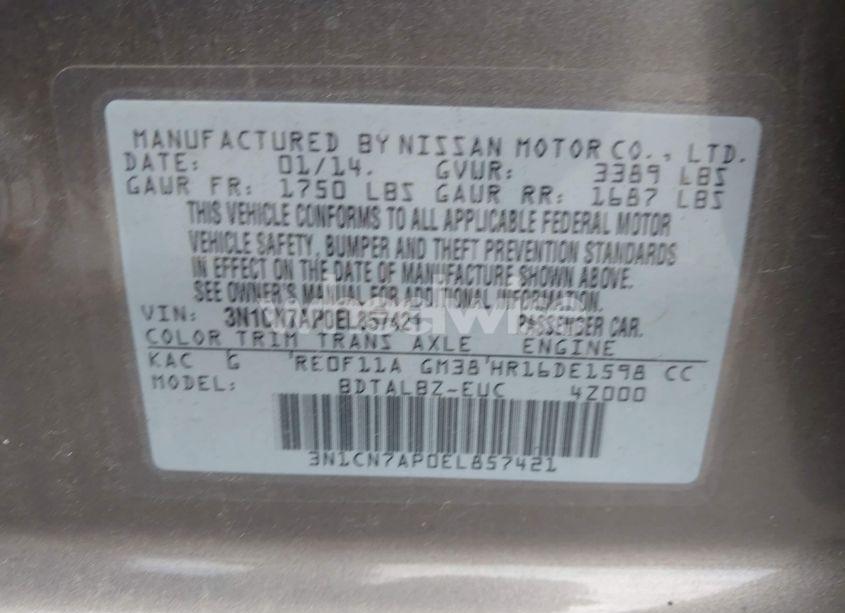 MANUFACTURED BY NISSAN MOTOR CO., LTD.
DATE: 01/14. GVWR: 3389 LBS
GAWR FR: 1750 LBS GAWR RR: 1687 LBS
THIS VEHICLE CONFORMS TO ALL APPLICABLE FEDERAL MOTOR
VEHICLE SAFETY, BUMPER AND THEFT PREVENTION STANDARDS
IN EFFECT ON THE DATE OF MANUFACTURE SHOWN ABOVE.
SEE OWNER'S MANUAL FOR ADDITIONAL INFORMATION
VIN: 3N1CN7AP0EL857421 PASSENGER CAR.
COLOR TRIM TRANS AXLE ENGINE
KAC G RE0F11A GM38 HR16DE1598 CC
MODEL: BDTALBZ-EUC 4Z000
3N1CN7AP0EL857421